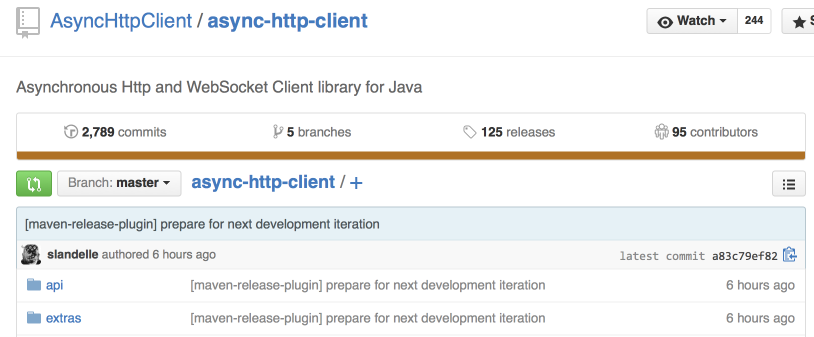 AsyncHttpClient / async-http-client
Watch 244
Asynchronous Http and WebSocket Client library for Java
2,789 commits 5 branches 125 releases 95 contributors
Branch: master async-http-client / +
[maven-release-plugin] prepare for next development iteration
slandelle authored 6 hours ago latest commit a83c79ef82
api [maven-release-plugin] prepare for next development iteration 6 hours ago
extras [maven-release-plugin] prepare for next development iteration 6 hours ago